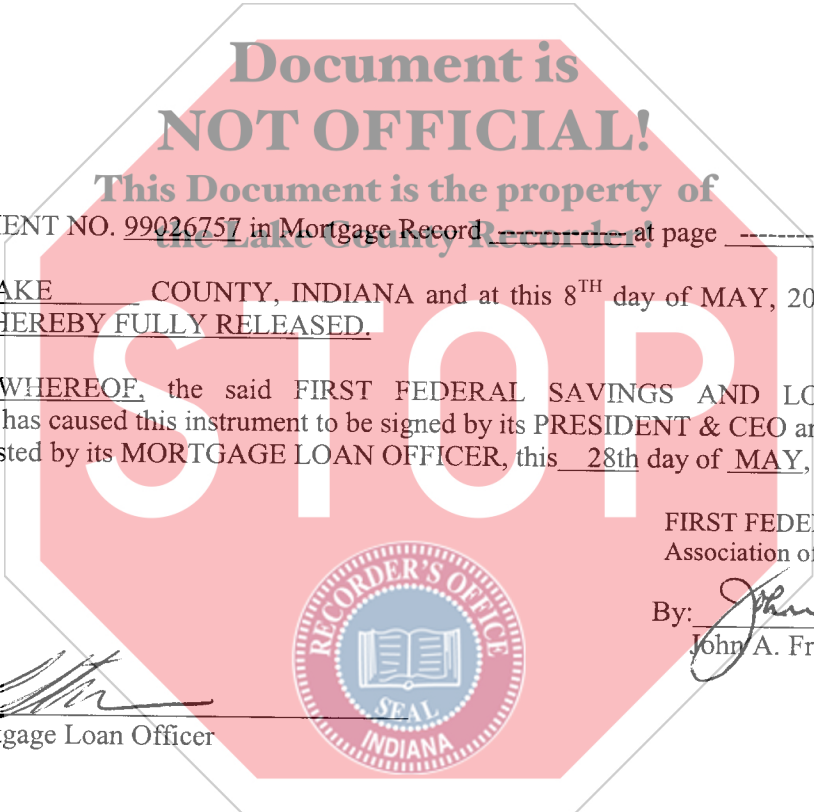 Document is
NOT OFFICIAL!
This Document is the property of
the Lake County Recorder!
ENT NO. 99026757 in Mortgage Record ------------- at page --------
AKE COUNTY, INDIANA and at this 8TH day of MAY, 20
HEREBY FULLY RELEASED.
STOP
WHEREOF, the said FIRST FEDERAL SAVINGS AND LO
has caused this instrument to be signed by its PRESIDENT & CEO an
sted by its MORTGAGE LOAN OFFICER, this 28th day of MAY,
FIRST FEDE
Association of
By: John
John A. Fr
RECORDER'S OFFICE
SEAL
INDIANA
gage Loan Officer